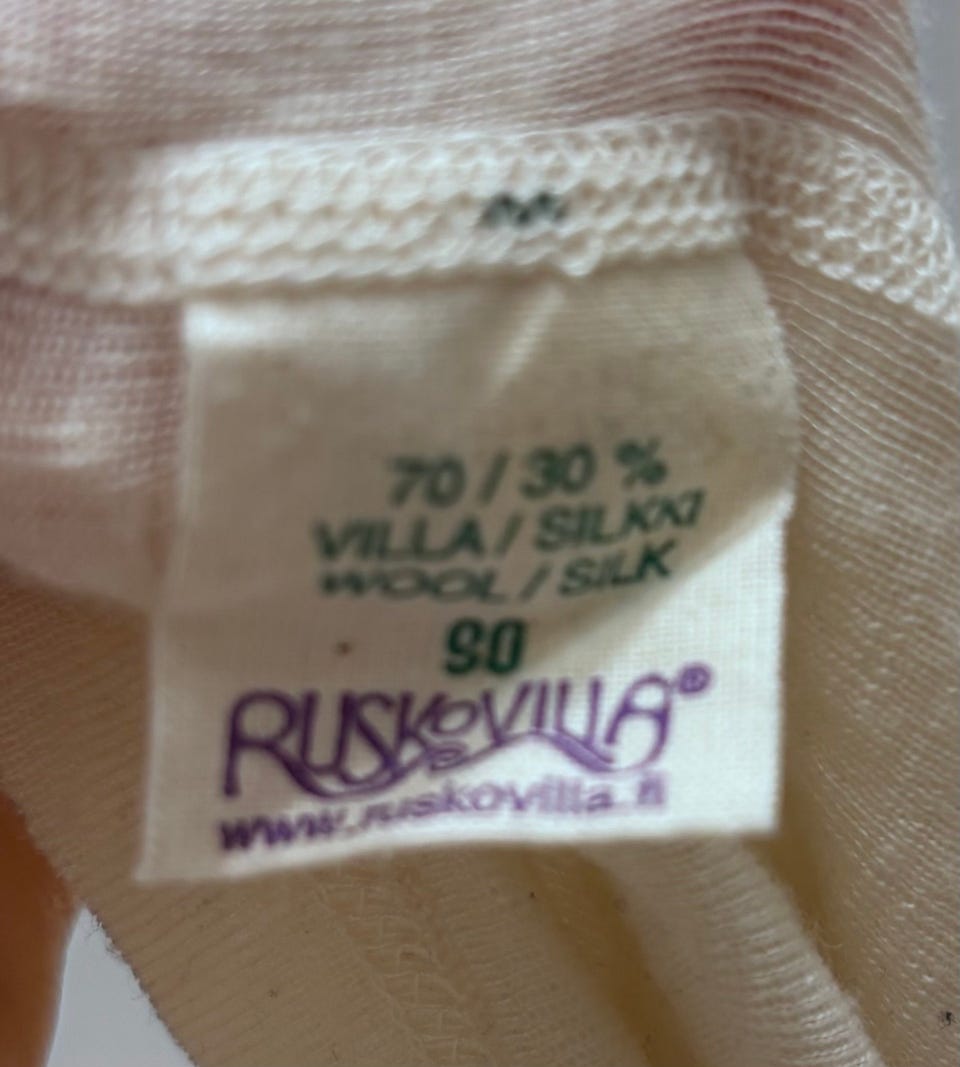 70 / 30 %
VILLA / SILKKI
WOOL / SILK
90
RUSKOVILLA®
www.ruskovilla.fi